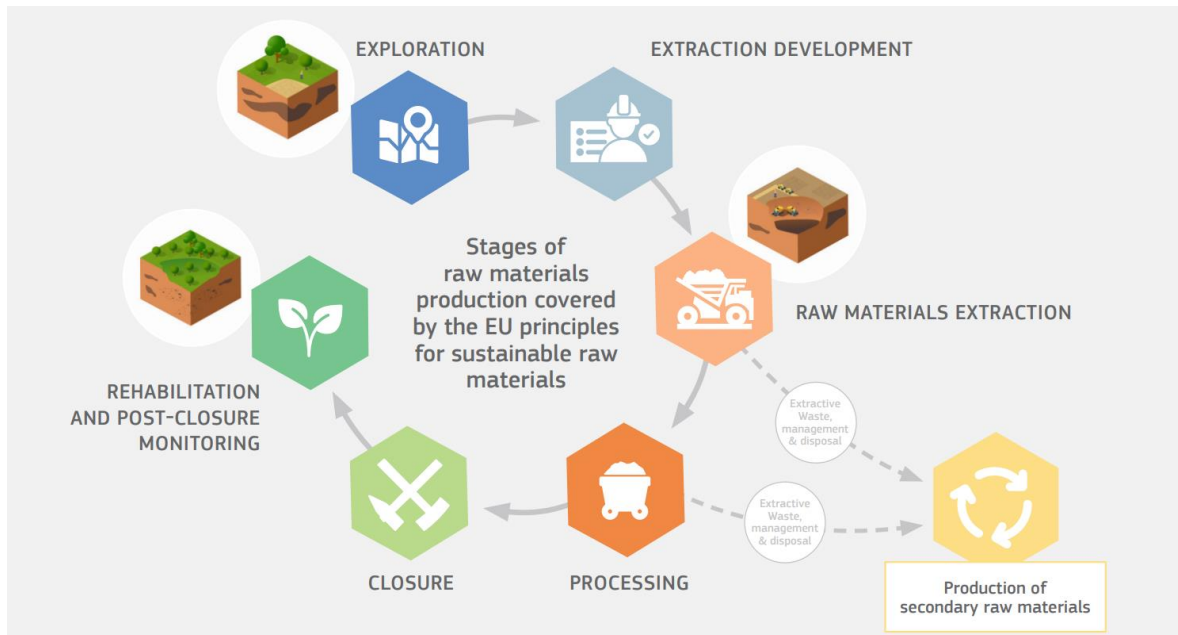 EXPLORATION
EXTRACTION DEVELOPMENT
Stages of
raw materials
production covered
by the EU principles
for sustainable raw
materials
RAW MATERIALS EXTRACTION
REHABILITATION
AND POST-CLOSURE
MONITORING
Extractive
Waste,
management
& disposal
Extractive
Waste,
management
& disposal
CLOSURE
PROCESSING
Production of
secondary raw materials